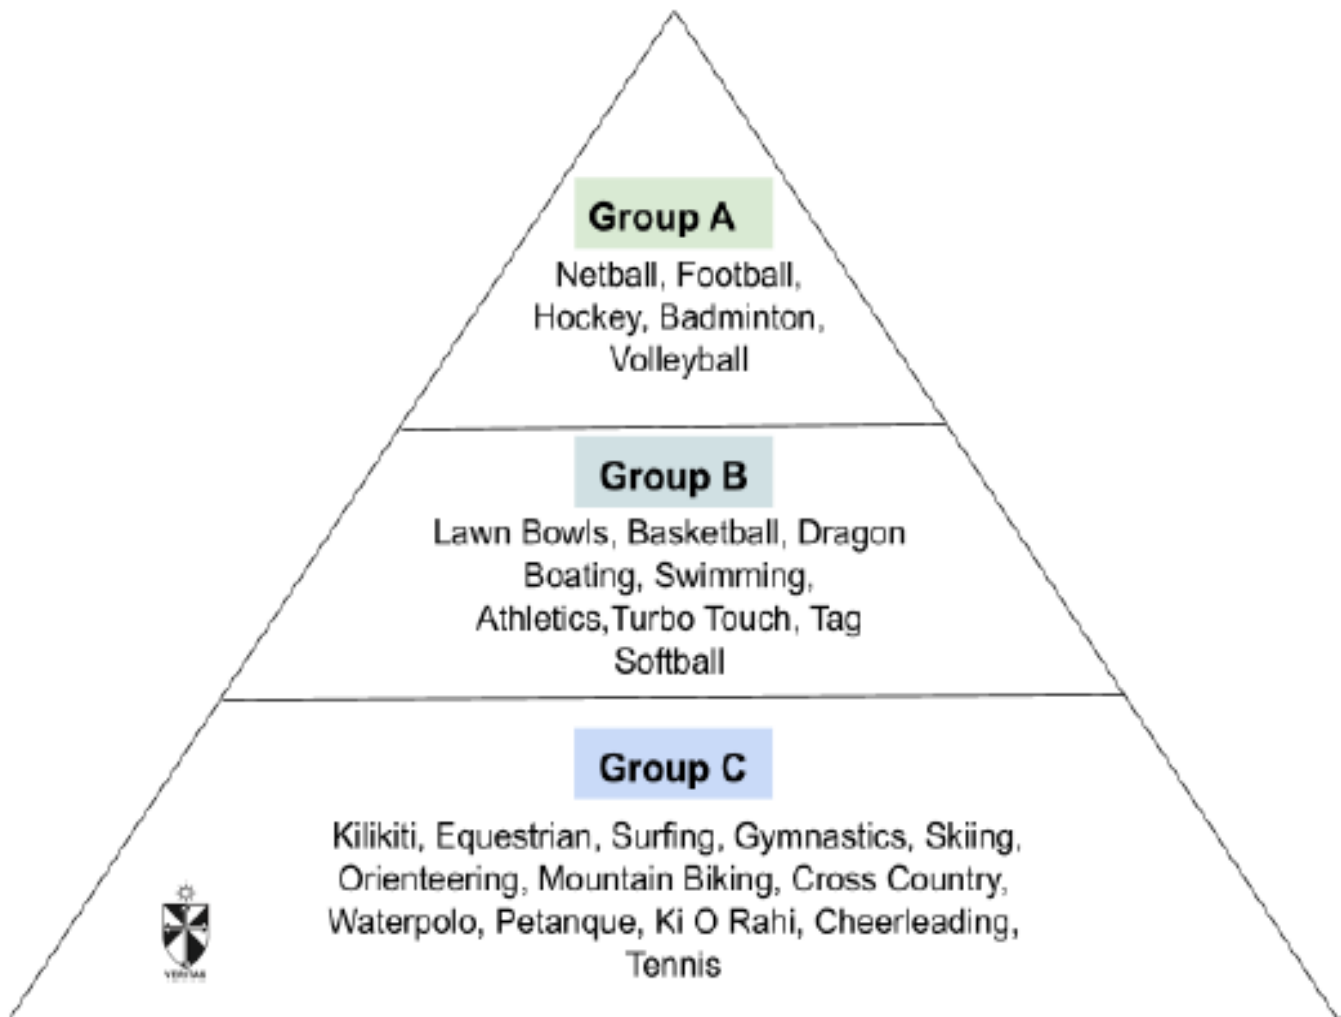 Group A
Netball, Football,
Hockey, Badminton,
Volleyball
Group B
Lawn Bowls, Basketball, Dragon
Boating, Swimming,
Athletics,Turbo Touch, Tag
Softball
Group C
Kilikiti, Equestrian, Surfing, Gymnastics, Skiing,
Orienteering, Mountain Biking, Cross Country,
Waterpolo, Petanque, Ki O Rahi, Cheerleading,
Tennis
VERITAS